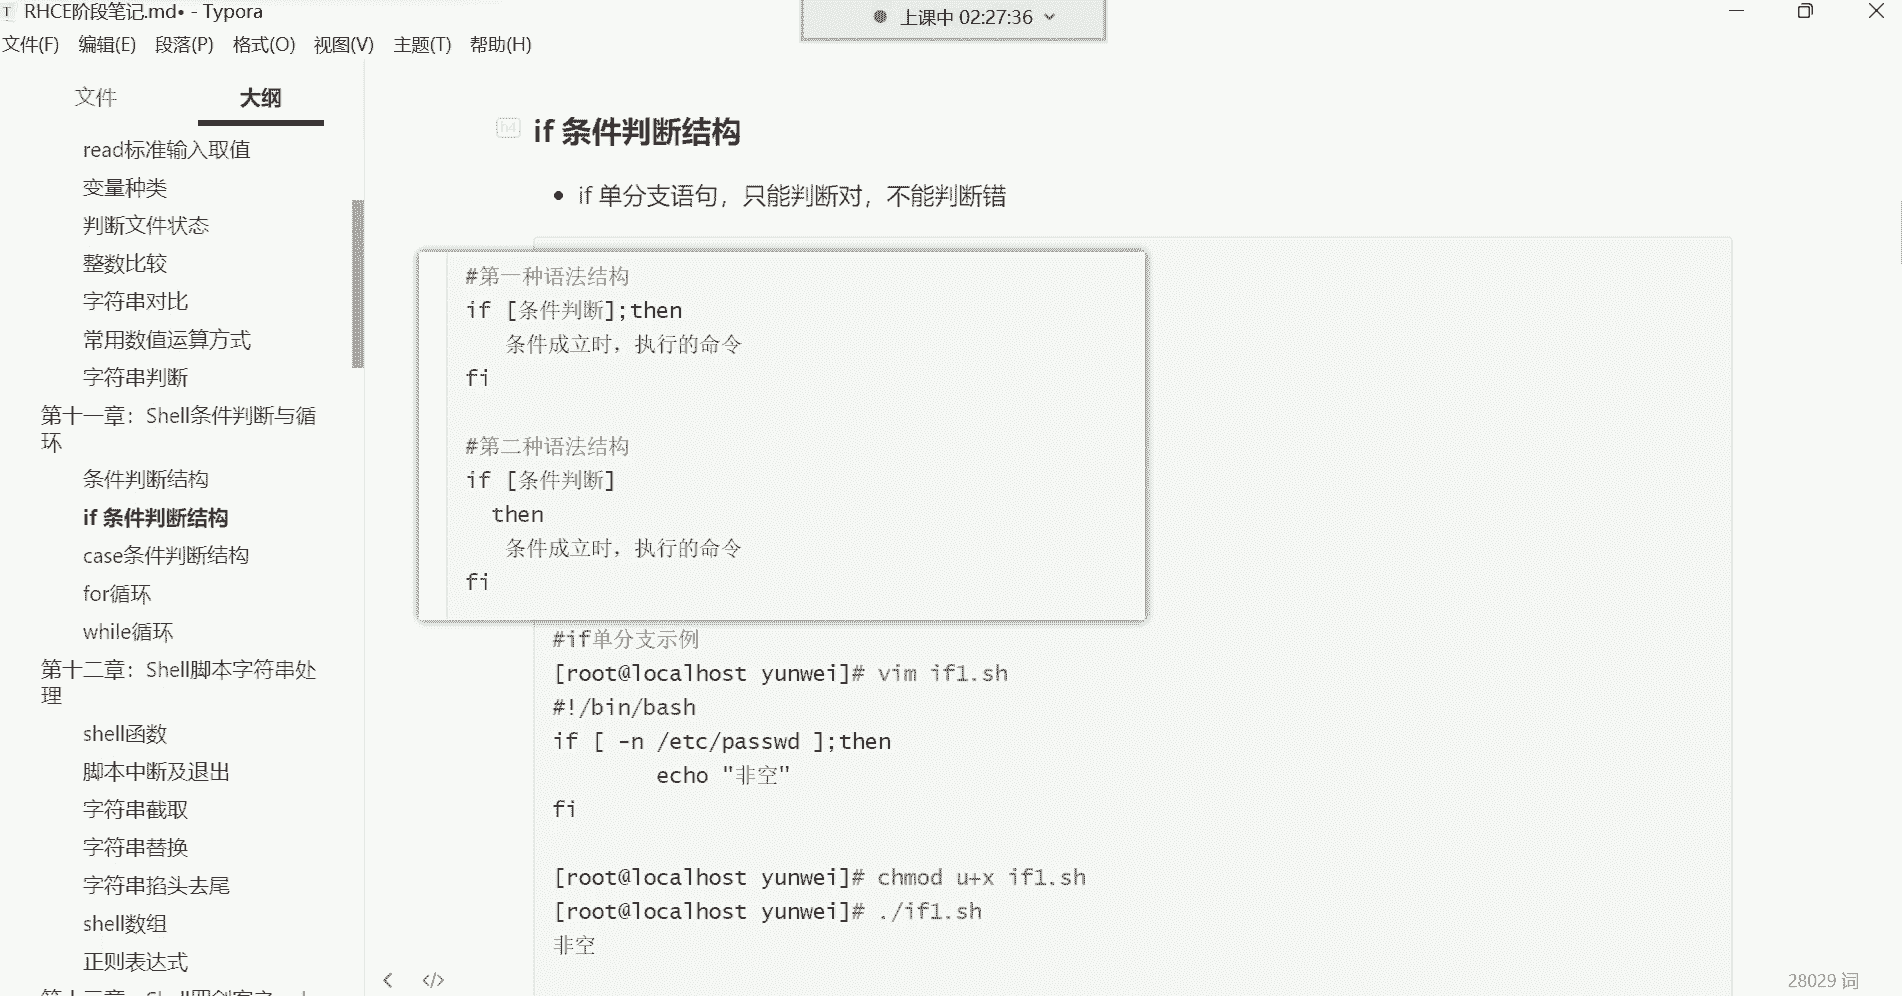 RHCE阶段笔记.md• - Typora
上课中 02:27:36
文件(F) 编辑(E) 段落(P) 格式(O) 视图(V) 主题(T) 帮助(H)
文件 大纲
read标准输入取值
变量种类
判断文件状态
整数比较
字符串对比
常用数值运算方式
字符串判断
第十一章：Shell条件判断与循
环
条件判断结构
if 条件判断结构
case条件判断结构
for循环
while循环
第十二章：Shell脚本字符串处
理
shell函数
脚本中断及退出
字符串截取
字符串替换
字符串掐头去尾
shell数组
正则表达式
h4
if 条件判断结构
• if 单分支语句，只能判断对，不能判断错
#第一种语法结构
if [条件判断];then
条件成立时，执行的命令
fi
#第二种语法结构
if [条件判断]
then
条件成立时，执行的命令
fi
#if单分支示例
[root@localhost yunwei]# vim if1.sh
#!/bin/bash
if [ -n /etc/passwd ];then
echo "非空"
fi
[root@localhost yunwei]# chmod u+x if1.sh
[root@localhost yunwei]# ./if1.sh
非空
28029 词